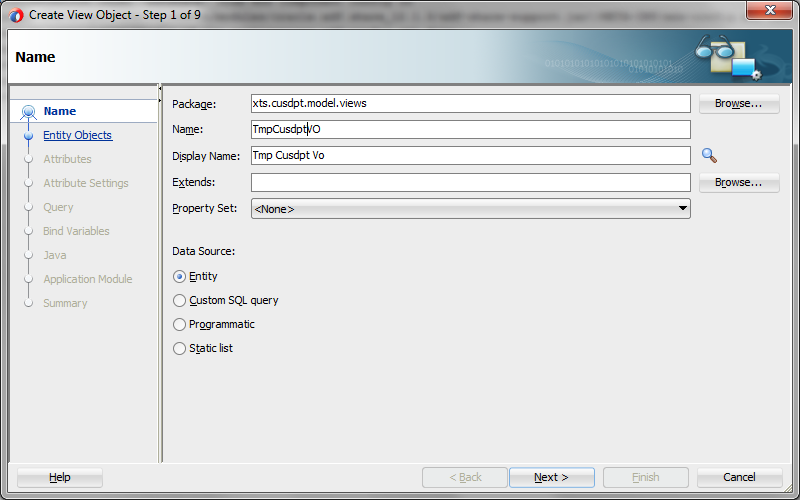 Create View Object - Step 1 of 9
Name
Name
Entity Objects
Attributes
Attribute Settings
Query
Bind Variables
Java
Application Module
Summary
Package: xts.cusdpt.model.views Browse...
Name: TmpCusdptVO
Display Name: Tmp Cusdpt Vo
Extends: Browse...
Property Set: <None>
Data Source:
Entity
Custom SQL query
Programmatic
Static list
Help < Back Next > Finish Cancel